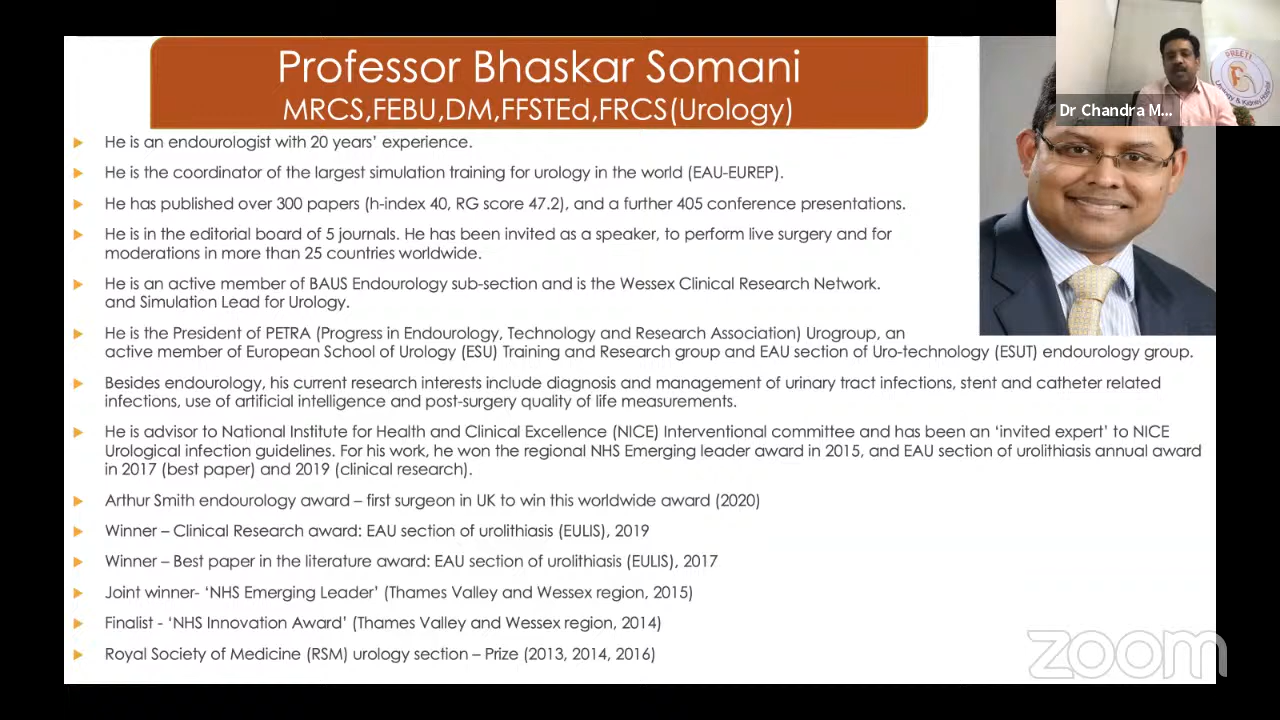 Professor Bhaskar Somani
MRCS,FEBU,DM,FFSTEd,FRCS(Urology)
He is an endourologist with 20 years' experience.
He is the coordinator of the largest simulation training for urology in the world (EAU-EUREP).
He has published over 300 papers (h-index 40, RG score 47.2), and a further 405 conference presentations.
He is in the editorial board of 5 journals. He has been invited as a speaker, to perform live surgery and for
moderations in more than 25 countries worldwide.
He is an active member of BAUS Endourology sub-section and is the Wessex Clinical Research Network.
and Simulation Lead for Urology.
He is the President of PETRA (Progress in Endourology, Technology and Research Association) Urogroup, an
active member of European School of Urology (ESU) Training and Research group and EAU section of Uro-technology (ESUT) endourology group.
Besides endourology, his current research interests include diagnosis and management of urinary tract infections, stent and catheter related
infections, use of artificial intelligence and post-surgery quality of life measurements.
He is advisor to National Institute for Health and Clinical Excellence (NICE) Interventional committee and has been an 'invited expert' to NICE
Urological infection guidelines. For his work, he won the regional NHS Emerging leader award in 2015, and EAU section of urolithiasis annual award
in 2017 (best paper) and 2019 (clinical research).
Arthur Smith endourology award – first surgeon in UK to win this worldwide award (2020)
Winner – Clinical Research award: EAU section of urolithiasis (EULIS), 2019
Winner – Best paper in the literature award: EAU section of urolithiasis (EULIS), 2017
Joint winner- 'NHS Emerging Leader' (Thames Valley and Wessex region, 2015)
Finalist - 'NHS Innovation Award' (Thames Valley and Wessex region, 2014)
Royal Society of Medicine (RSM) urology section – Prize (2013, 2014, 2016)
Dr Chandra M...
PREETI
Urology & Kidney Hospital
zoom